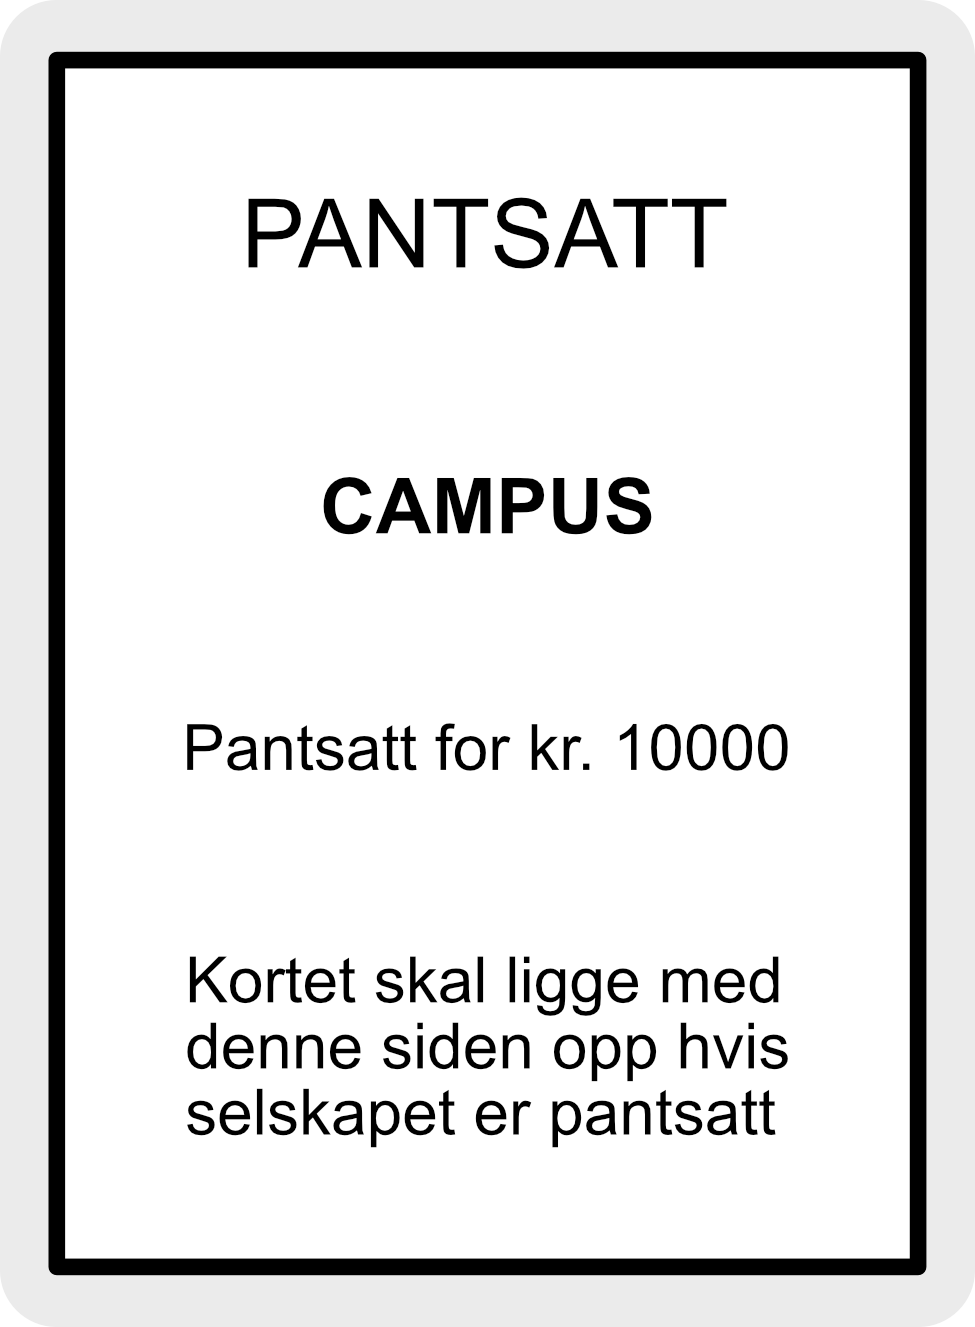 PANTSATT
CAMPUS
Pantsatt for kr. 10000
Kortet skal ligge med
denne siden opp hvis
selskapet er pantsatt